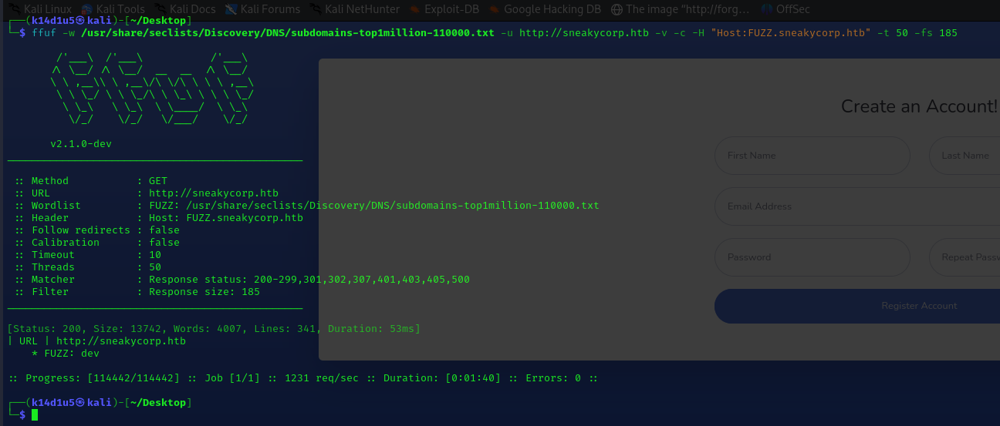 Kali Linux Kali Tools Kali Docs Kali Forums Kali NetHunter Exploit-DB Google Hacking DB The image "http://forg... OffSec
┌──(k14d1u5㉿kali)-[~/Desktop]
└─$ ffuf -w /usr/share/seclists/Discovery/DNS/subdomains-top1million-110000.txt -u http://sneakycorp.htb -v -c -H "Host:FUZZ.sneakycorp.htb" -t 50 -fs 185
/'___\  /'___\           /'___\
/\ \__/ /\ \__/  __  __  /\ \__/
\ \ ,__\\ \ ,__\/\ \/\ \ \ \ ,__\
\ \ \_/ \ \ \_/\ \ \_\ \ \ \ \_/
\ \_\   \ \_\  \ \____/  \ \_\
\/_/    \/_/   \/___/    \/_/
Create an Account!
v2.1.0-dev
First Name Last Name
:: Method : GET
:: URL : http://sneakycorp.htb
:: Wordlist : FUZZ: /usr/share/seclists/Discovery/DNS/subdomains-top1million-110000.txt
Email Address
:: Header : Host: FUZZ.sneakycorp.htb
:: Follow redirects : false
:: Calibration : false
:: Timeout : 10
:: Threads : 50
Password Repeat Passw
:: Matcher : Response status: 200-299,301,302,307,401,403,405,500
:: Filter : Response size: 185
Register Account
[Status: 200, Size: 13742, Words: 4007, Lines: 341, Duration: 53ms]
| URL | http://sneakycorp.htb
* FUZZ: dev
:: Progress: [114442/114442] :: Job [1/1] :: 1231 req/sec :: Duration: [0:01:40] :: Errors: 0 ::
┌──(k14d1u5㉿kali)-[~/Desktop]
└─$